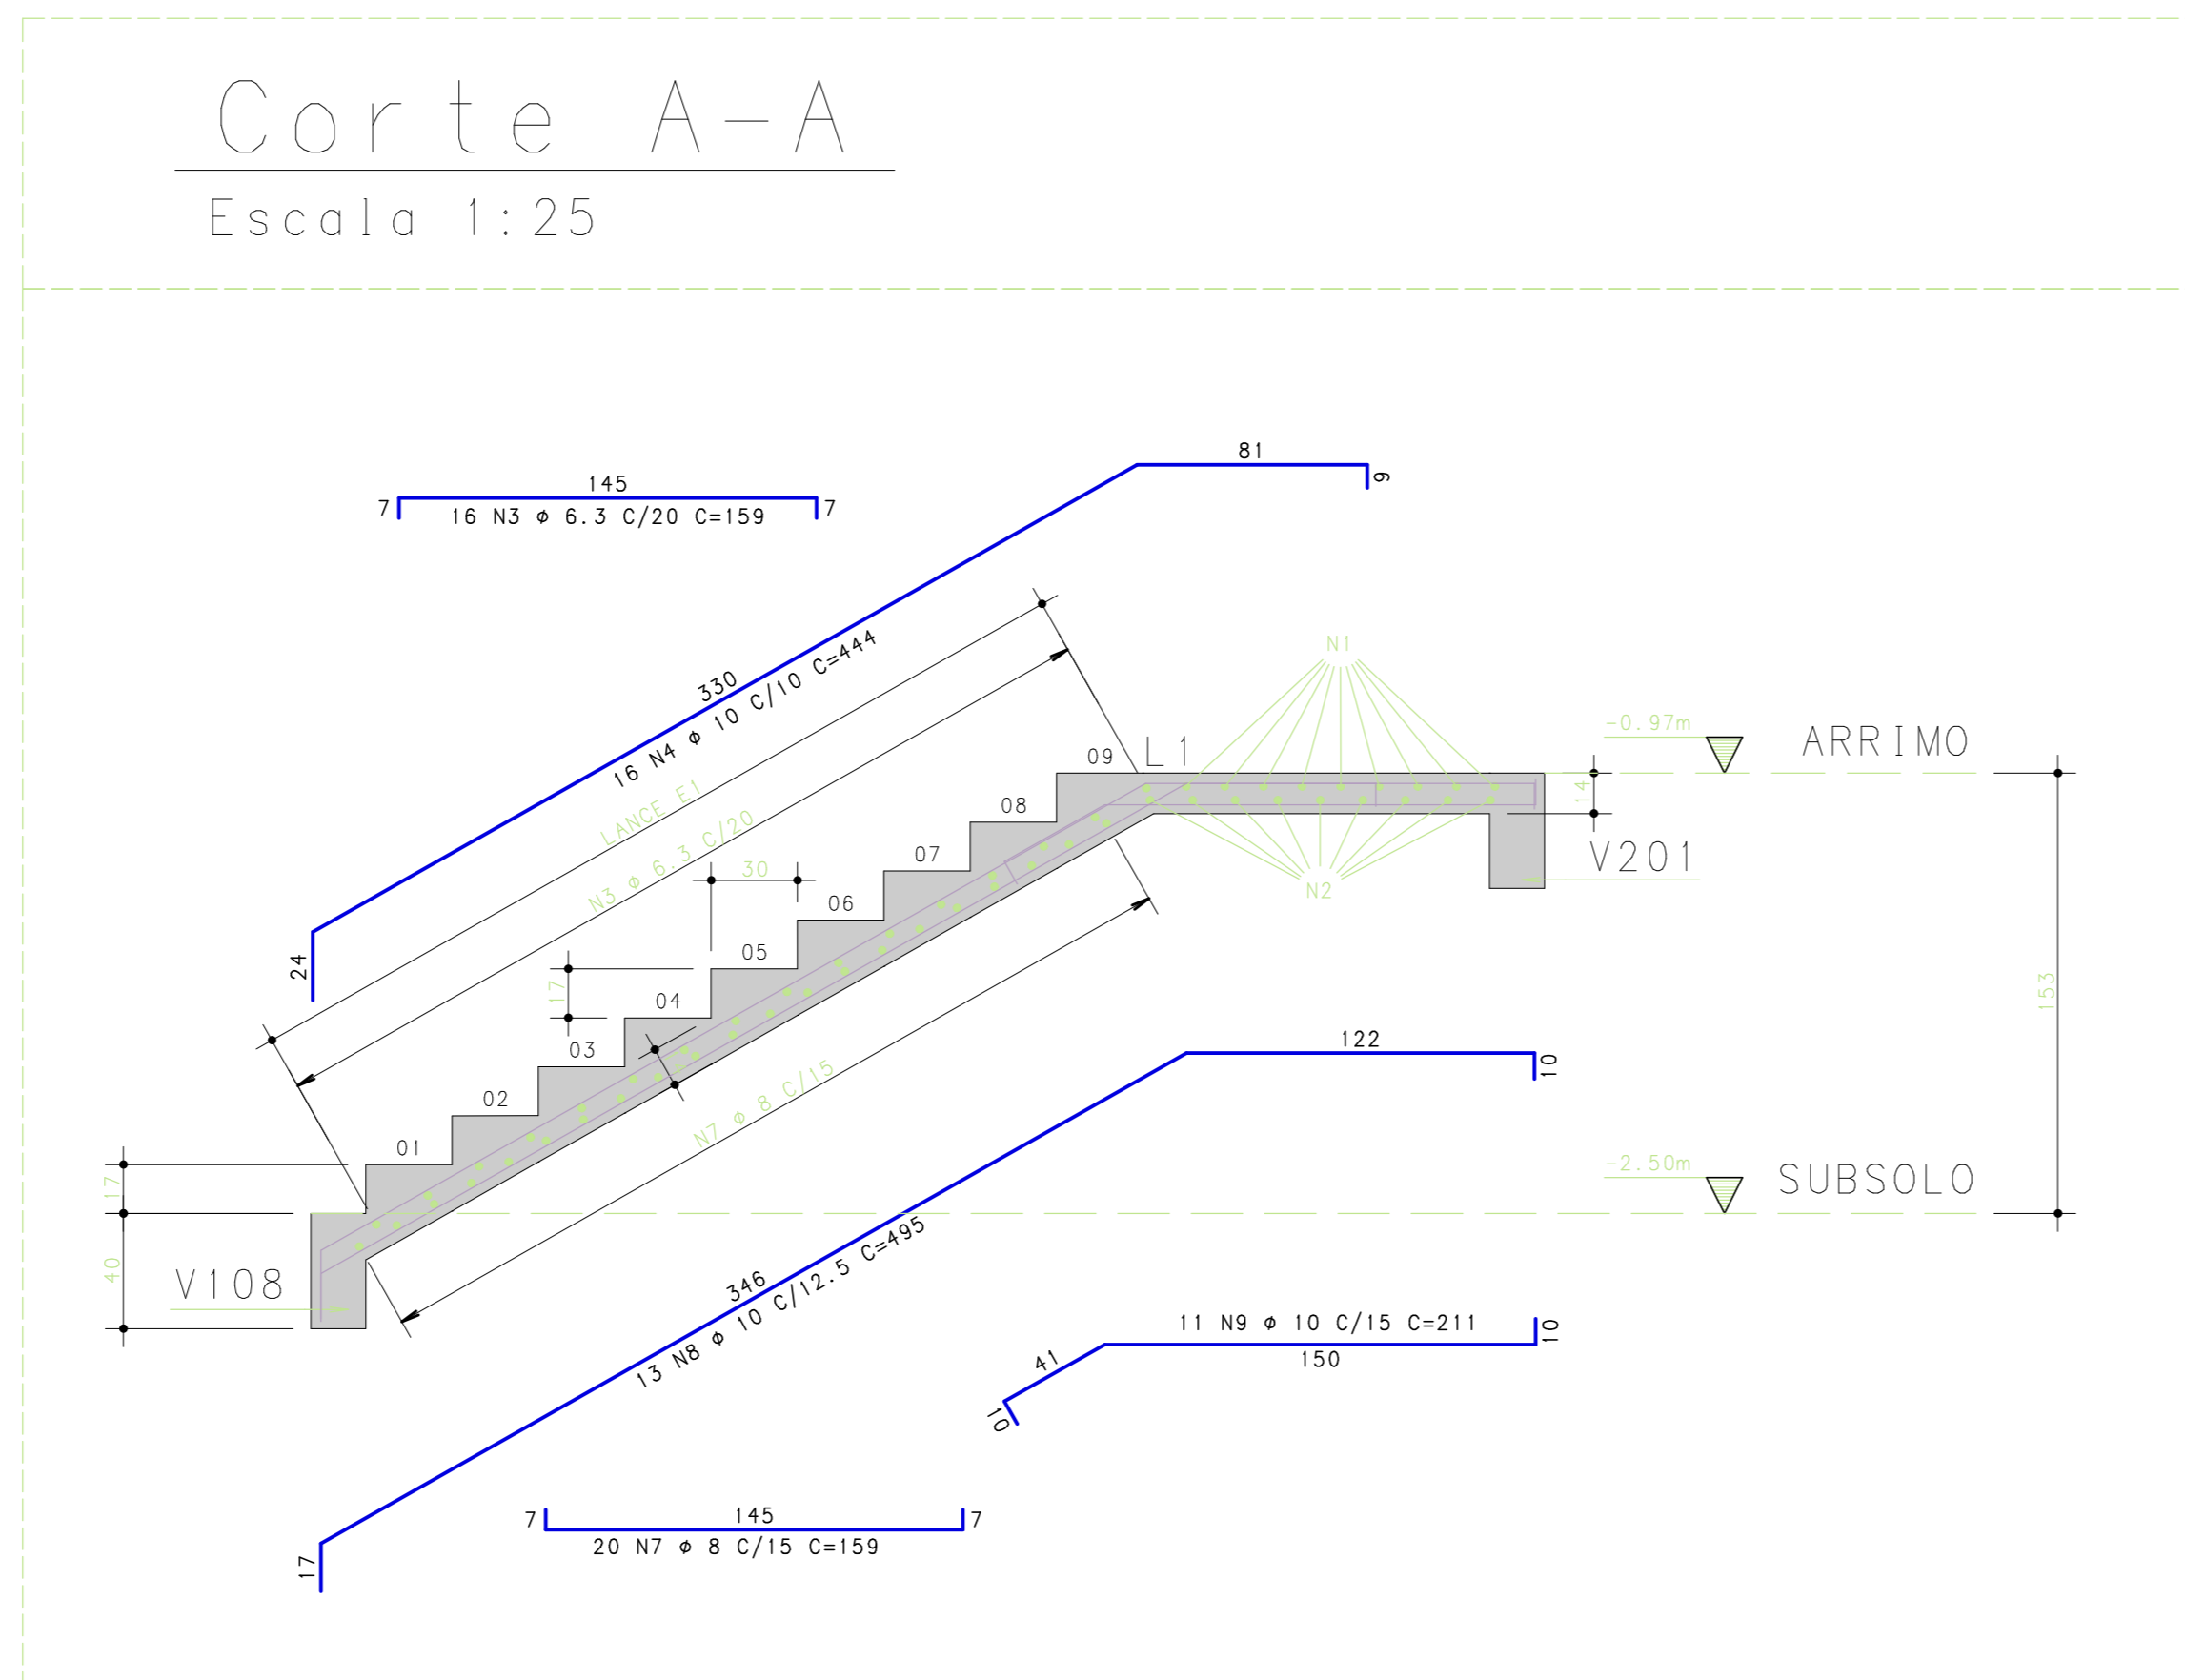 Corte A-A
Escala 1:25
81
9
145
7
7
16 N3 ø 6.3 C/20 C=159
330
16 N4 ø 10 C/10 C=444
24
N1
LANCE E1
N3 ø 6.3 C/20
-0.97m
ARRIMO
L1
09
08
07
06
05
04
03
02
01
14
V201
N2
30
17
153
N7 ø 8 C/15
122
10
-2.50m
SUBSOLO
17
40
V108
346
13 N8 ø 10 C/12.5 C=495
11 N9 ø 10 C/15 C=211
150
10
41
10
145
7
7
20 N7 ø 8 C/15 C=159
17